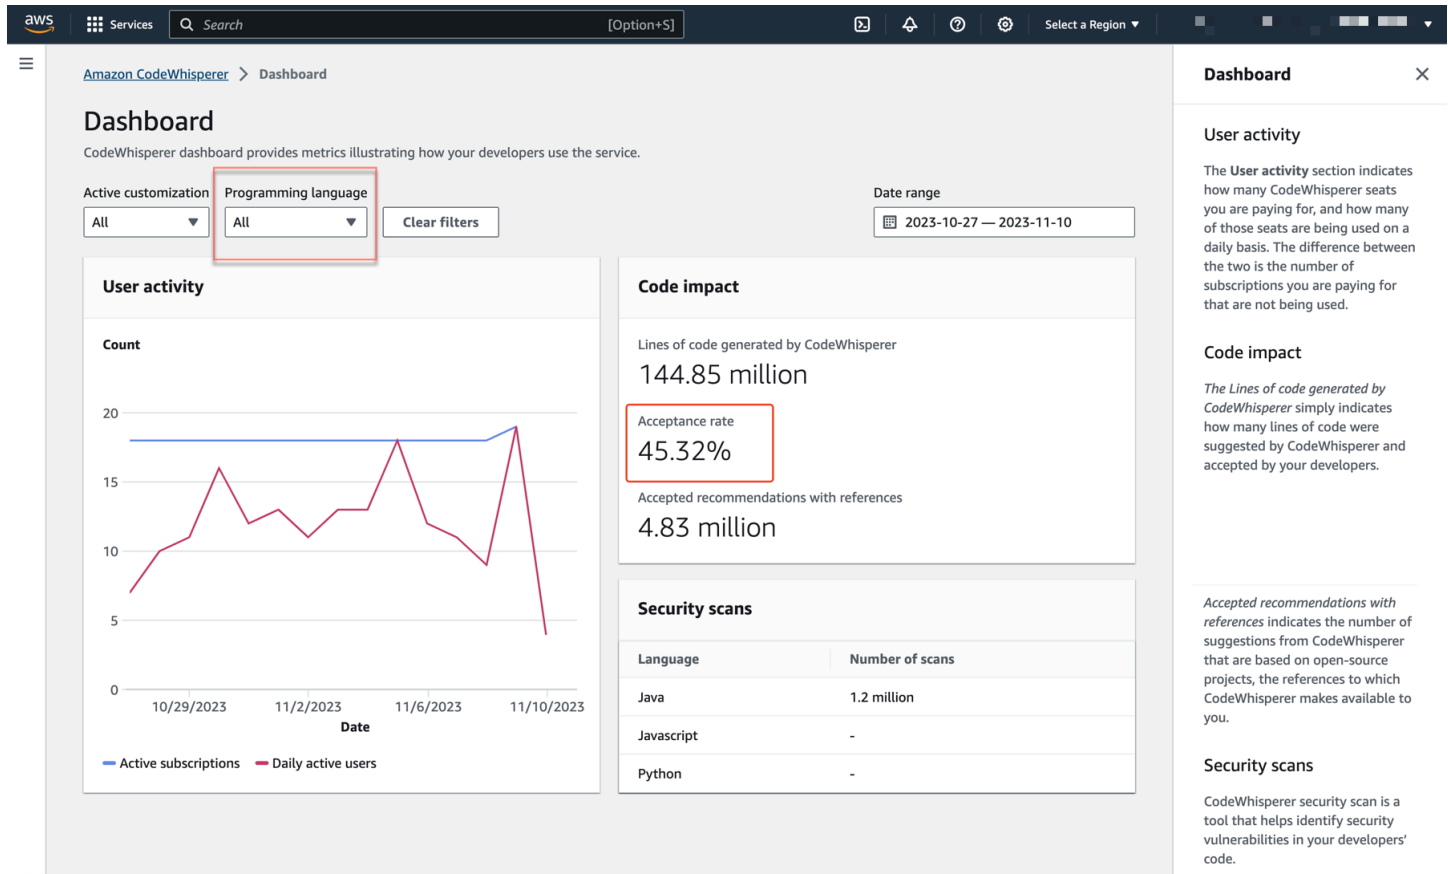 aws
Services
Search
[Option+S]
Select a Region
Amazon CodeWhisperer
Dashboard
Dashboard
CodeWhisperer dashboard provides metrics illustrating how your developers use the service.
Active customization
Programming language
Date range
All
All
Clear filters
2023-10-27 — 2023-11-10
User activity
Count
20
15
10
5
0
10/29/2023
11/2/2023
11/6/2023
11/10/2023
Date
Active subscriptions
Daily active users
Code impact
Lines of code generated by CodeWhisperer
144.85 million
Acceptance rate
45.32%
Accepted recommendations with references
4.83 million
Security scans
Language
Number of scans
Java
1.2 million
Javascript
-
Python
-
Dashboard
User activity
The User activity section indicates
how many CodeWhisperer seats
you are paying for, and how many
of those seats are being used on a
daily basis. The difference between
the two is the number of
subscriptions you are paying for
that are not being used.
Code impact
The Lines of code generated by
CodeWhisperer simply indicates
how many lines of code were
suggested by CodeWhisperer and
accepted by your developers.
Accepted recommendations with
references indicates the number of
suggestions from CodeWhisperer
that are based on open-source
projects, the references to which
CodeWhisperer makes available to
you.
Security scans
CodeWhisperer security scan is a
tool that helps identify security
vulnerabilities in your developers'
code.